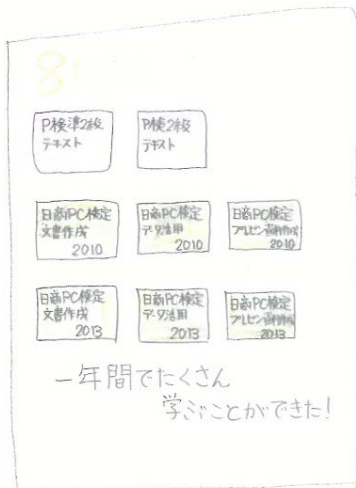 8
P検準2級
テキスト
P検2級
テキスト
日商PC検定
文書作成
2010
日商PC検定
データ活用
2010
日商PC検定
プレゼン資料作成
2010
日商PC検定
文書作成
2013
日商PC検定
データ活用
2013
日商PC検定
プレゼン資料作成
2013
一年間でたくさん
学ぶことができた!